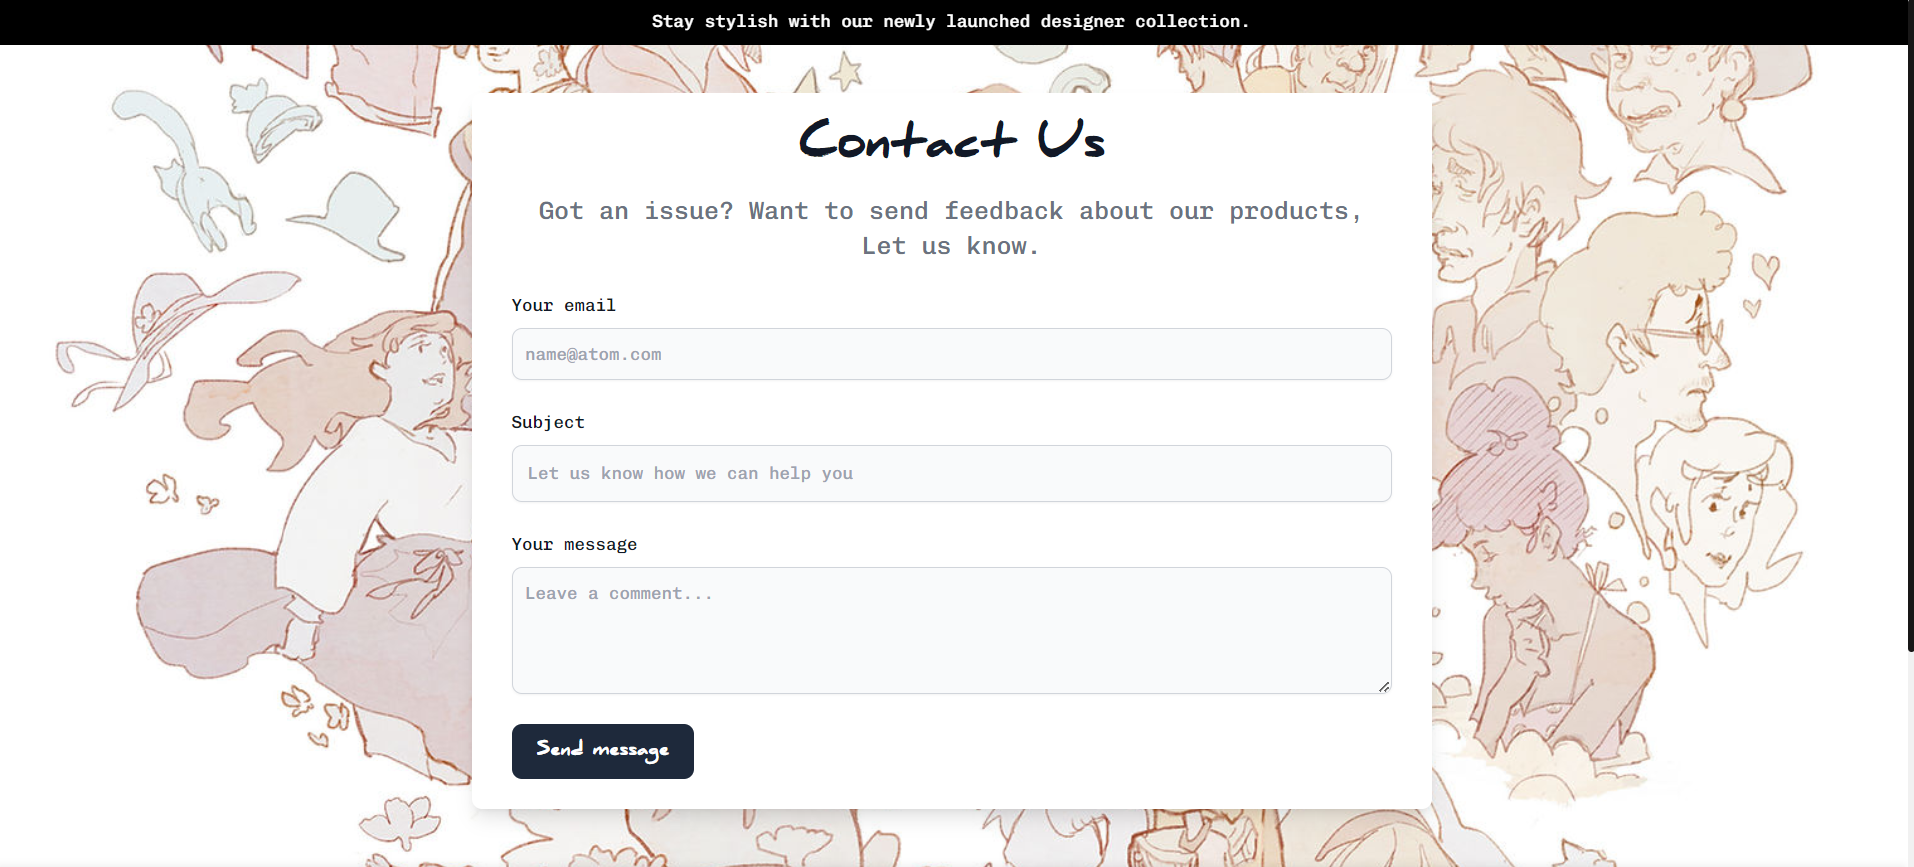 Stay stylish with our newly launched designer collection.
Contact Us
Got an issue? Want to send feedback about our products,
Let us know.
Your email
name@atom.com
Subject
Let us know how we can help you
Your message
Leave a comment...
Send message